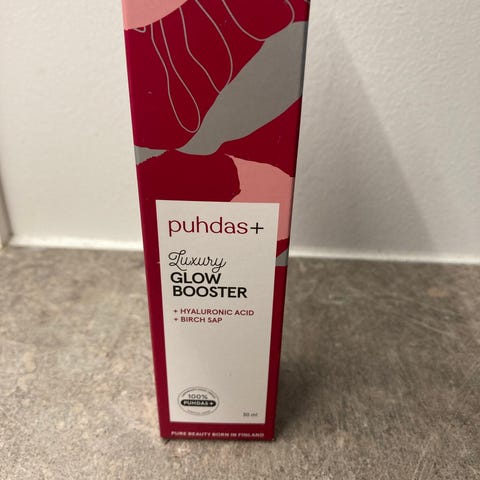 puhdas+
Luxury
GLOW
BOOSTER
+ HYALURONIC ACID
+ BIRCH SAP
100%
PUHDAS+
30 ml
PURE BEAUTY BORN IN FINLAND